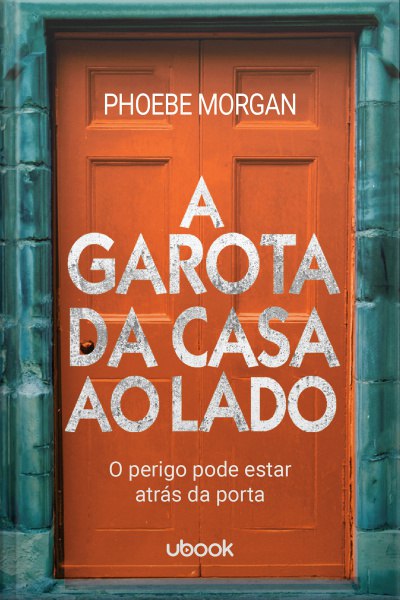 PHOEBE MORGAN
A
GAROTA
DA CASA
AO LADO
O perigo pode estar
atrás da porta
ubook